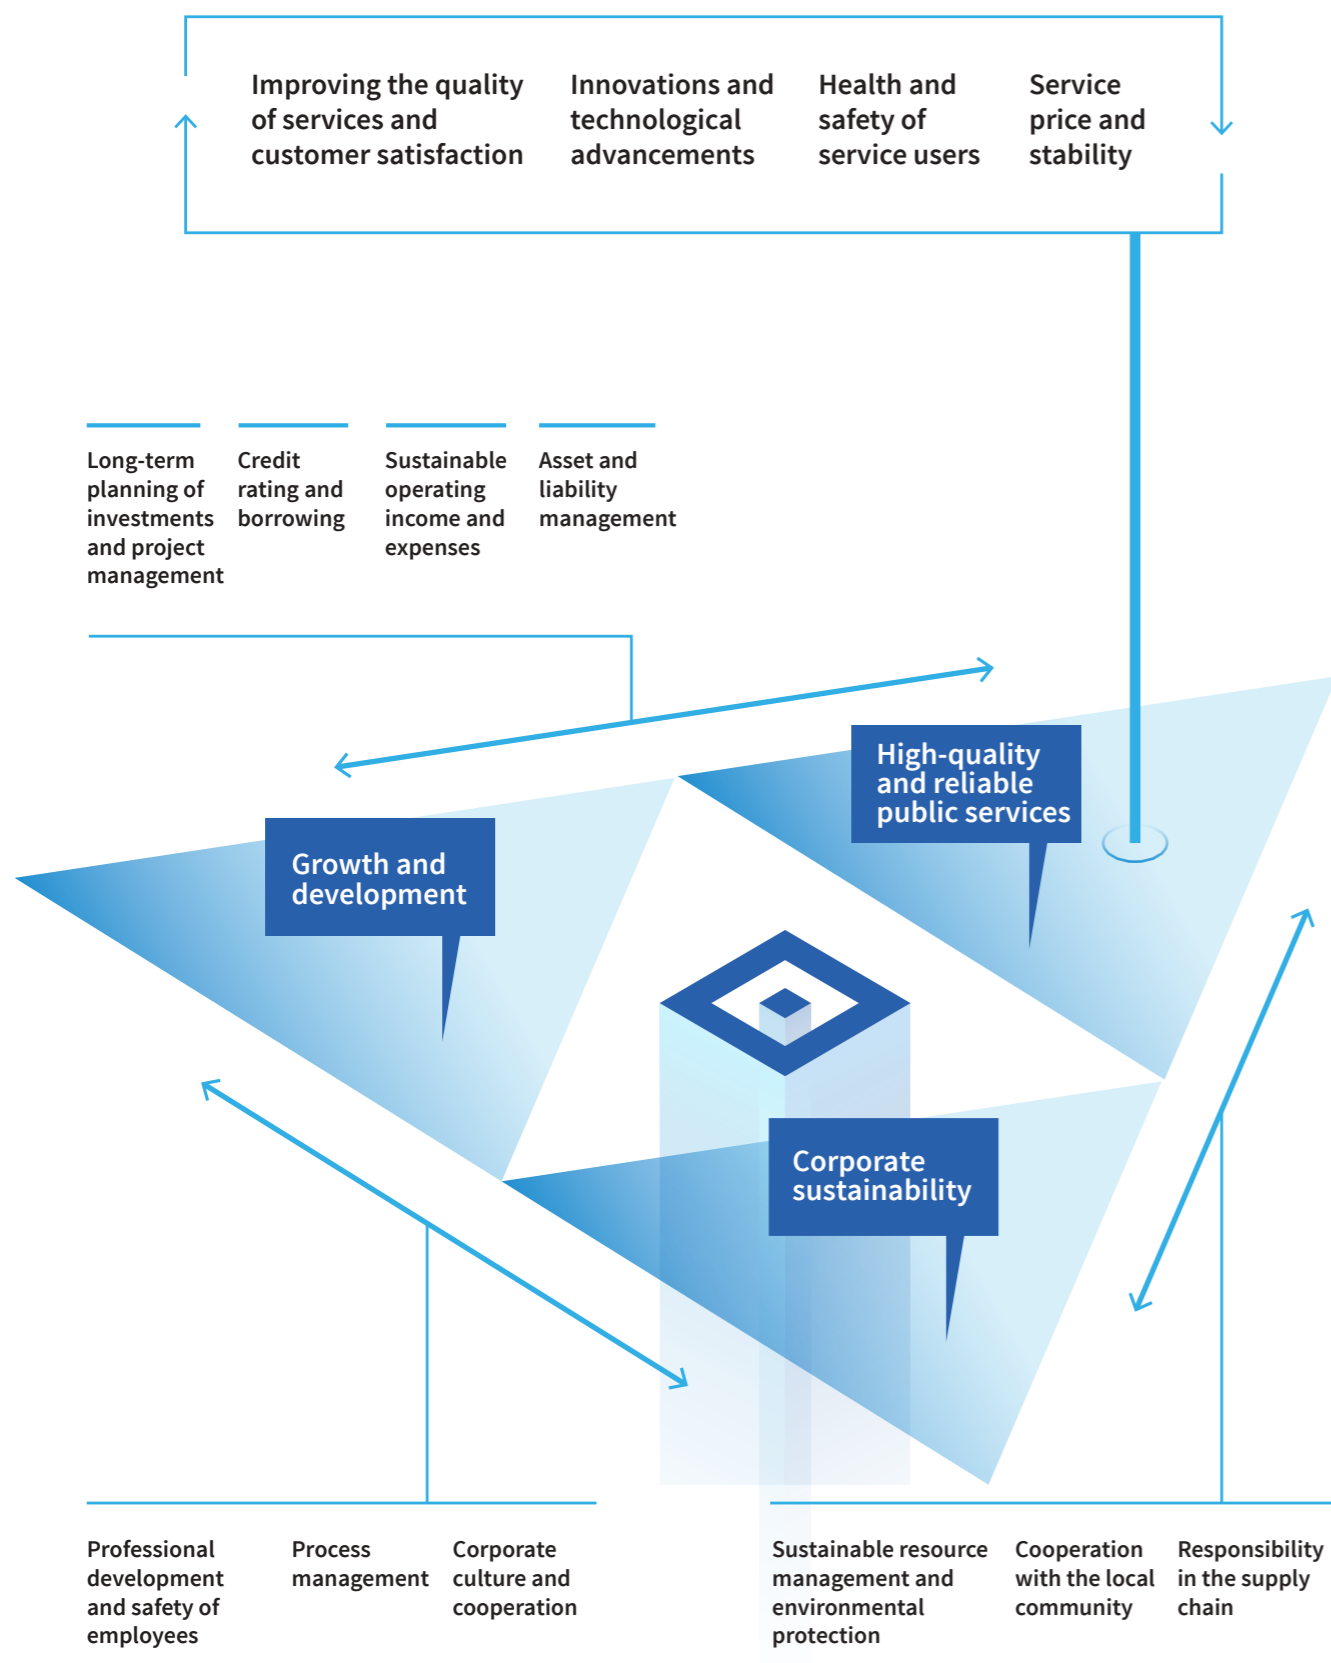 Improving the quality
of services and
customer satisfaction
Innovations and
technological
advancements
Health and
safety of
service users
Service
price and
stability
Long-term
planning of
investments
and project
management
Credit
rating and
borrowing
Sustainable
operating
income and
expenses
Asset and
liability
management
High-quality
and reliable
public services
Growth and
development
Corporate
sustainability
Professional
development
and safety of
employees
Process
management
Corporate
culture and
cooperation
Sustainable resource
management and
environmental
protection
Cooperation
with the local
community
Responsibility
in the supply
chain